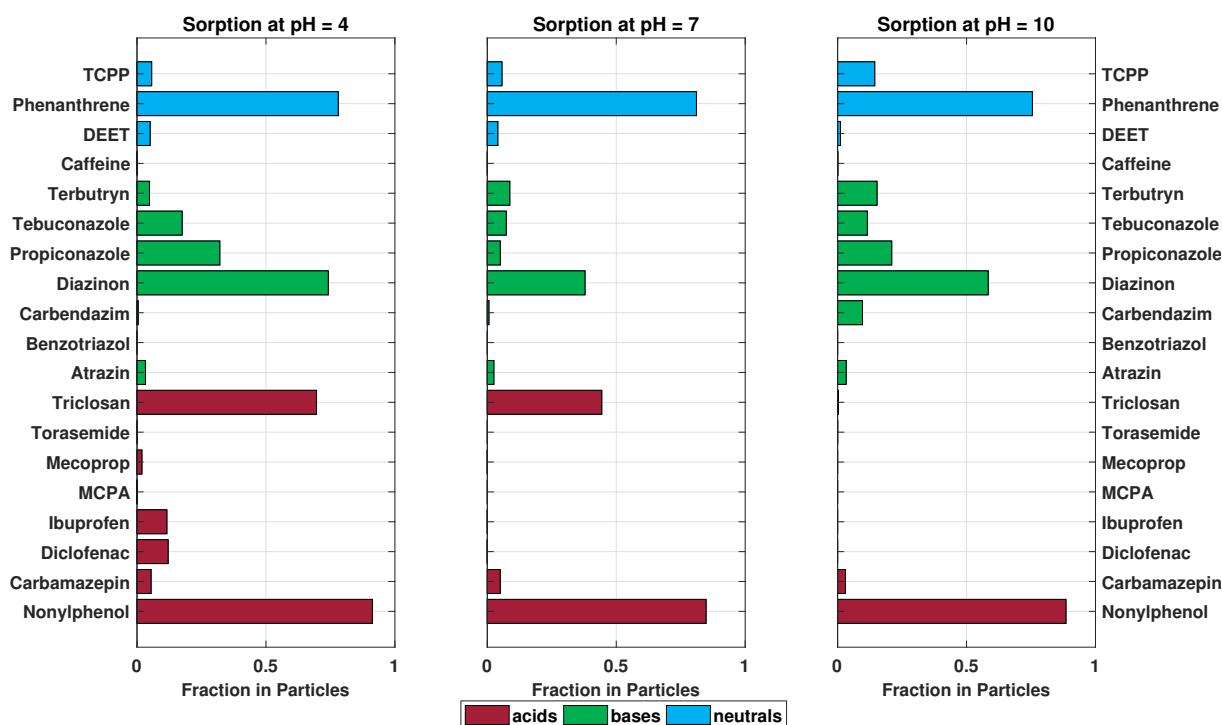 Sorption at pH = 4
Sorption at pH = 7
Sorption at pH = 10
TCPP
Phenanthrene
DEET
Caffeine
Terbutryn
Tebuconazole
Propiconazole
Diazinon
Carbendazim
Benzotriazol
Atrazin
Triclosan
Torasemide
Mecoprop
MCPA
Ibuprofen
Diclofenac
Carbamazepin
Nonylphenol
0 0.5 1
Fraction in Particles
0 0.5 1
Fraction in Particles
0 0.5 1
Fraction in Particles
TCPP
Phenanthrene
DEET
Caffeine
Terbutryn
Tebuconazole
Propiconazole
Diazinon
Carbendazim
Benzotriazol
Atrazin
Triclosan
Torasemide
Mecoprop
MCPA
Ibuprofen
Diclofenac
Carbamazepin
Nonylphenol
acids bases neutrals